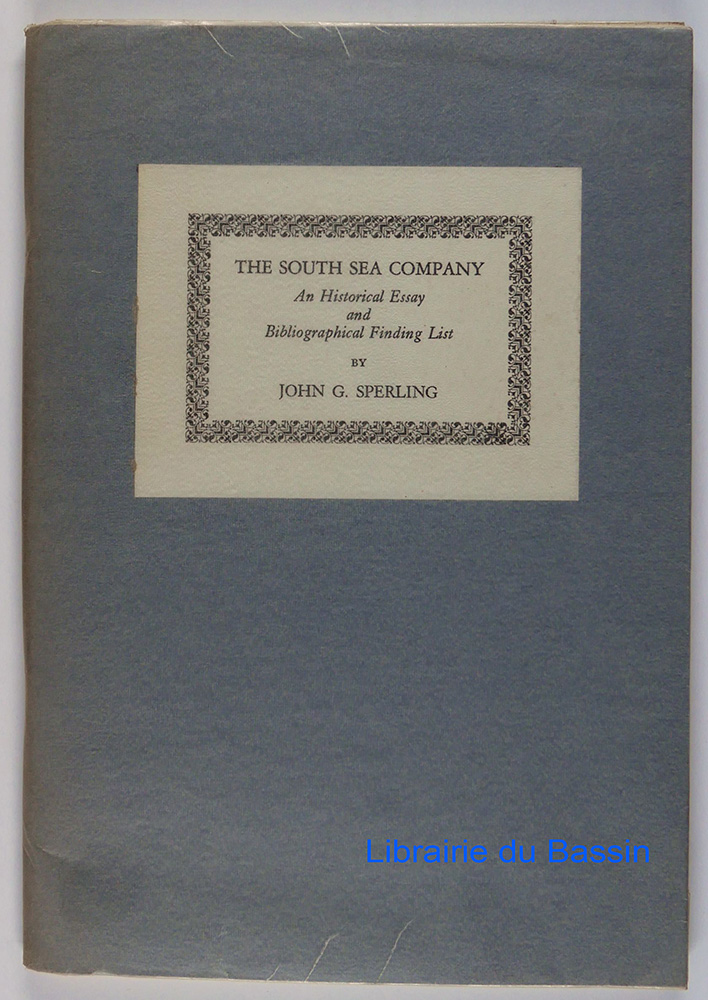 THE SOUTH SEA COMPANY
An Historical Essay
and
Bibliographical Finding List
BY
JOHN G. SPERLING
Librairie du Bassin